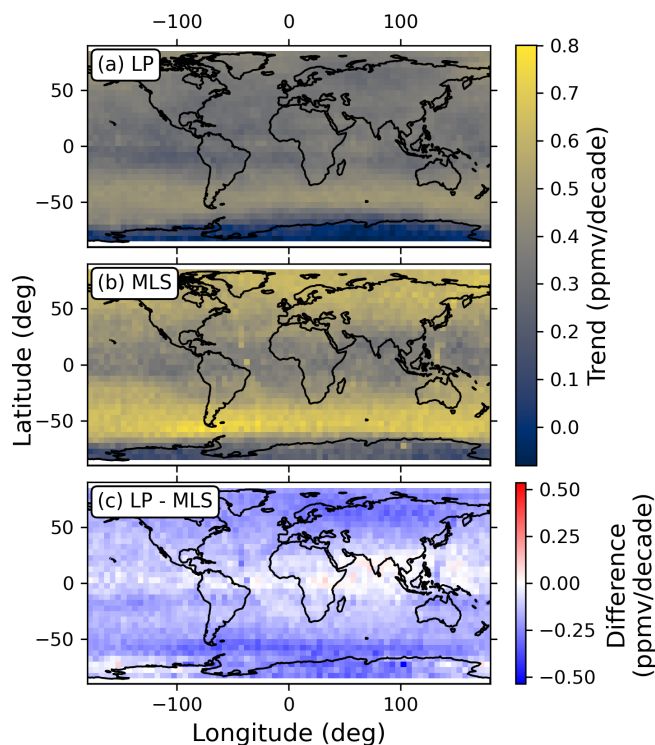 −100 0 100
(a) LP
50
0
−50
(b) MLS
50
0
−50
(c) LP - MLS
50
0
−50
−100 0 100
Longitude (deg)
Latitude (deg)
0.8
0.7
0.6
0.5
0.4
0.3
0.2
0.1
0.0
Trend (ppmv/decade)
0.50
0.25
0.00
−0.25
−0.50
Difference
(ppmv/decade)